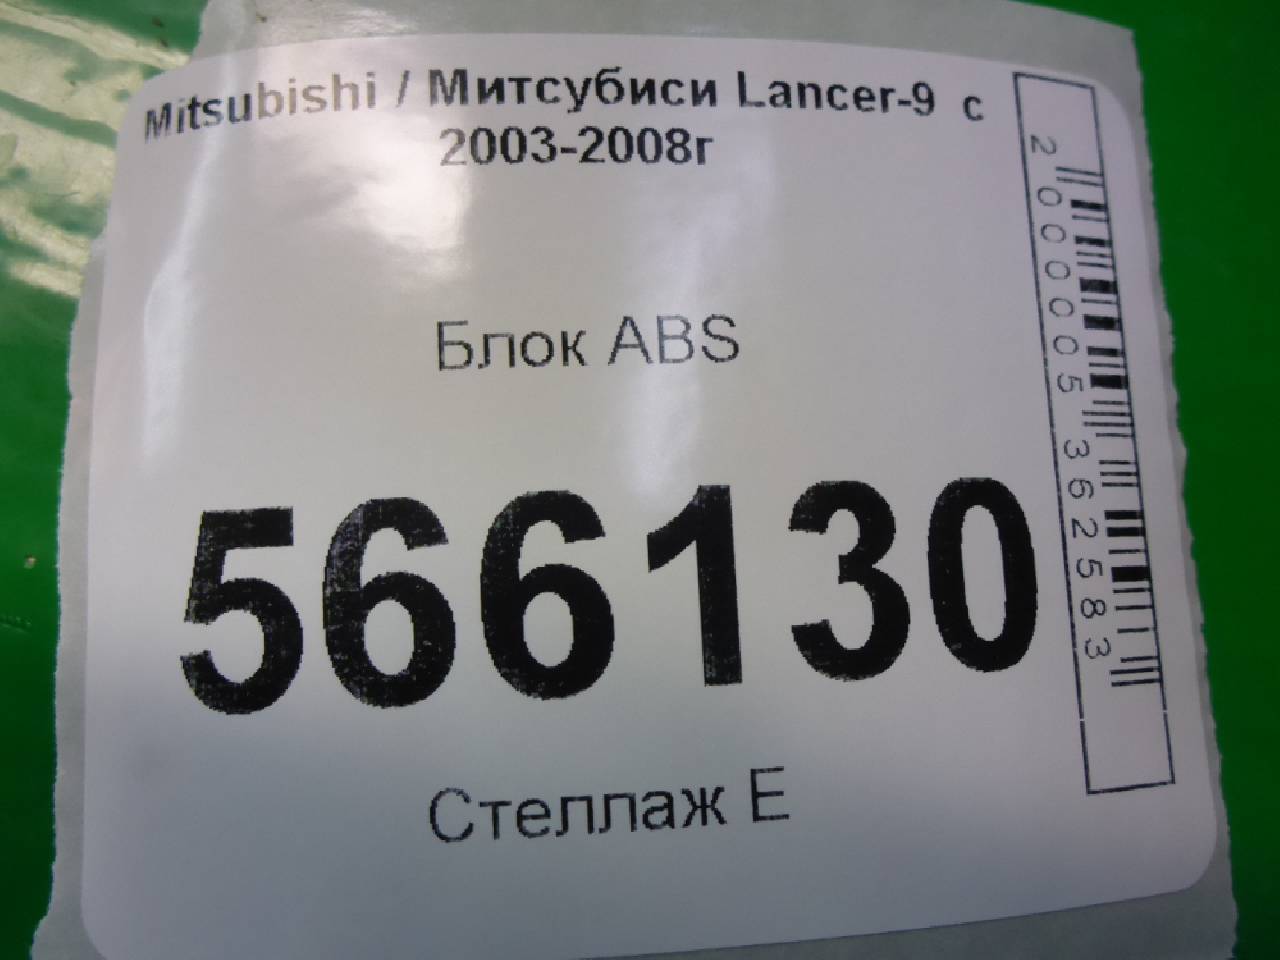 Mitsubishi / Митсубиси Lancer-9 с
2003-2008г
Блок ABS
566130
Стеллаж E
2000005362583